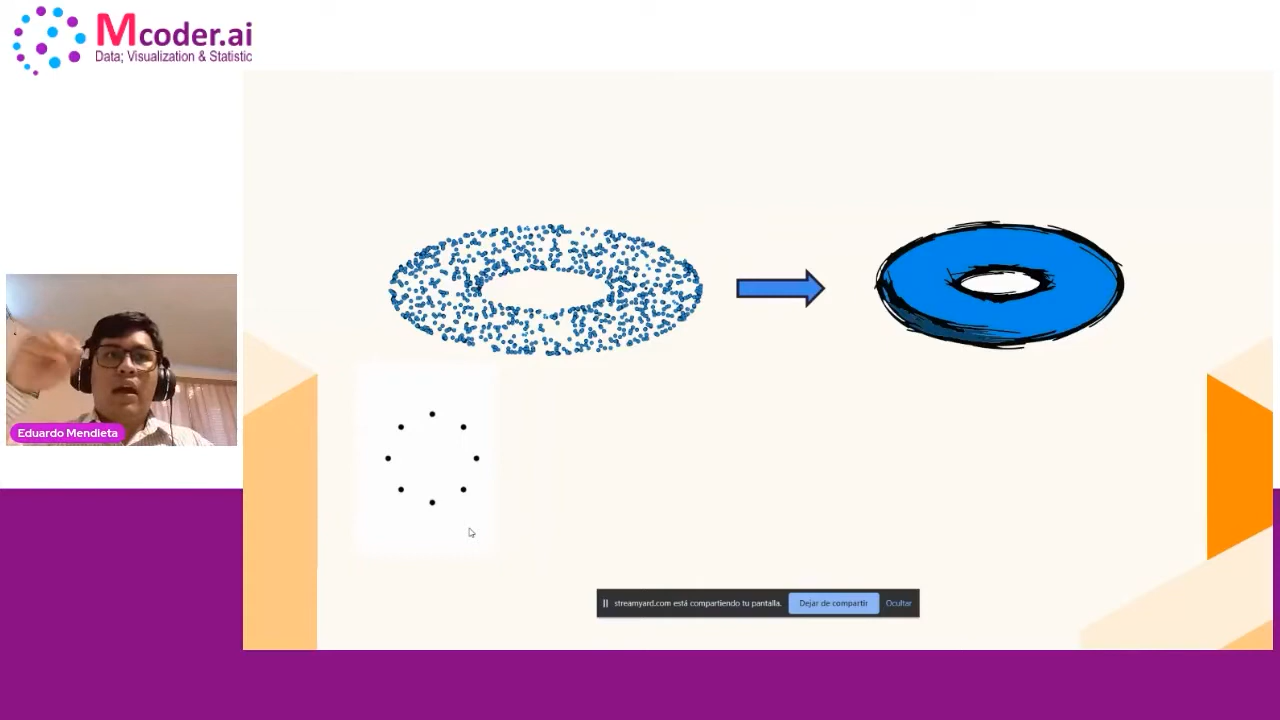 Mcoder.ai
Data; Visualization & Statistic
Eduardo Mendieta
streamyard.com está compartiendo tu pantalla.
Dejar de compartir
Ocultar